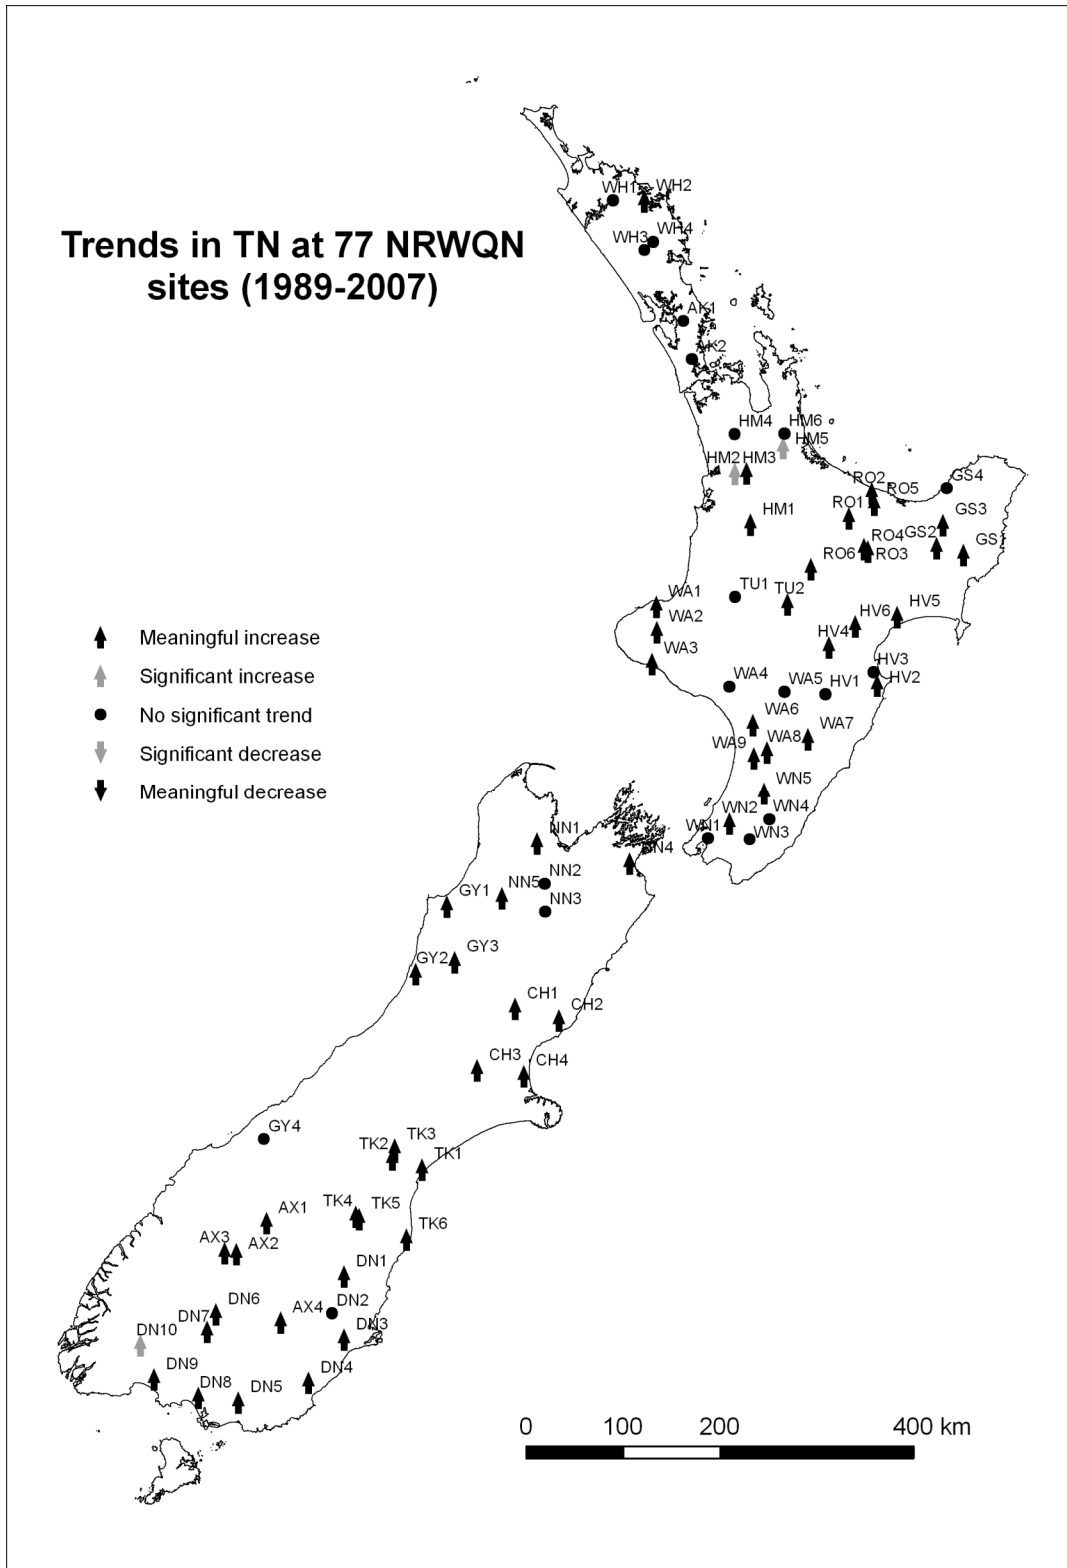 WH1
WH2
WH3
WH4
Trends in TN at 77 NRWQN
sites (1989-2007)
AK1
AK2
HM4
HM6
HM5
HM2
HM3
RO2
RO5
GS4
RO1
HM1
GS3
GS2
GS1
RO4
RO3
RO6
TU1
TU2
WA1
WA2
WA3
HV5
HV6
HV4
HV3
HV2
HV1
WA4
WA5
WA6
WA7
WA8
WA9
Meaningful increase
Significant increase
No significant trend
Significant decrease
Meaningful decrease
WN5
WN4
WN2
WN1
WN3
NN1
NN4
NN2
NN5
NN3
GY1
GY3
GY2
CH1
CH2
CH3
CH4
GY4
TK3
TK2
TK1
TK4
TK5
TK6
AX1
AX3
AX2
DN1
DN6
AX4
DN2
DN7
DN10
DN3
DN9
DN8
DN5
DN4
0 100 200 400 km